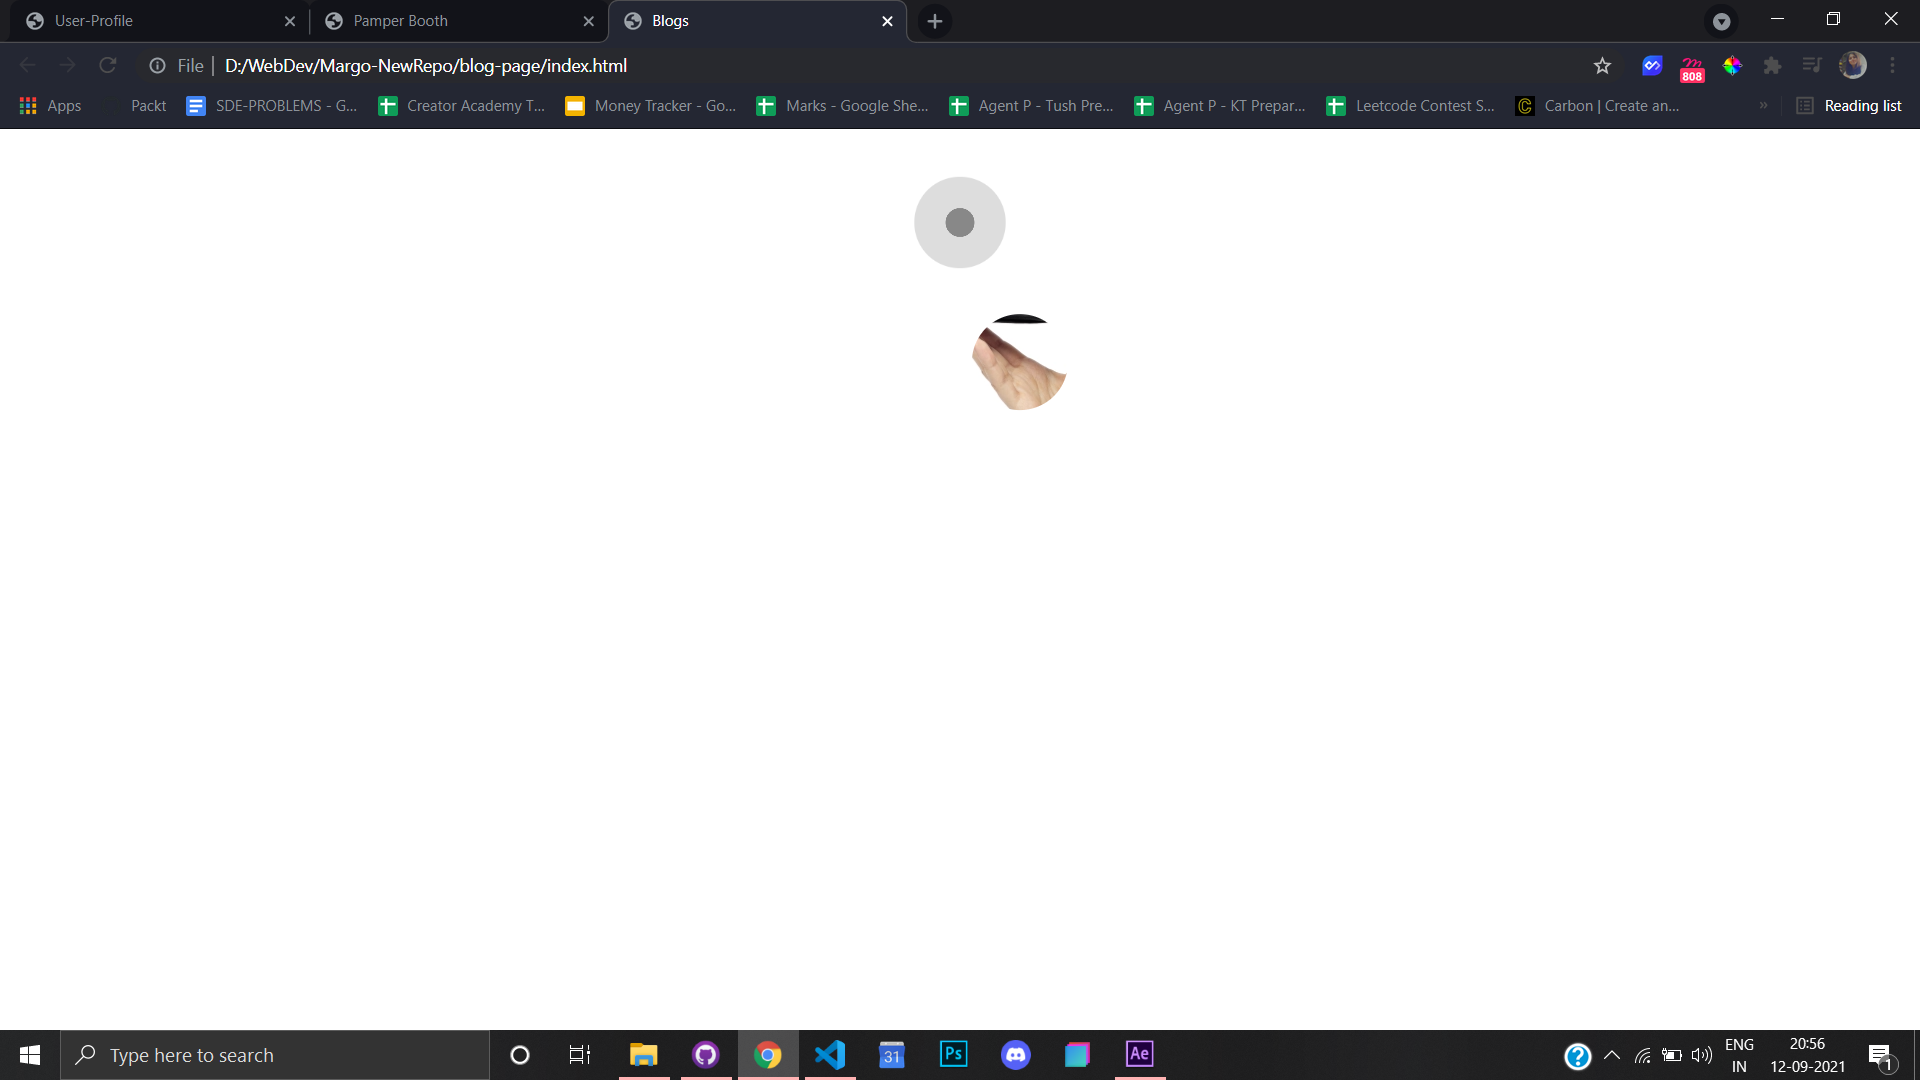 User-Profile
Pamper Booth
Blogs
File | D:/WebDev/Margo-NewRepo/blog-page/index.html
808
Apps
Packt
SDE-PROBLEMS - G...
Creator Academy T...
Money Tracker - Go...
Marks - Google She...
Agent P - Tush Pre...
Agent P - KT Prepar...
Leetcode Contest S...
Carbon | Create an...
»
Reading list
Type here to search
31
Ps
Ae
ENG
IN
20:56
12-09-2021
1